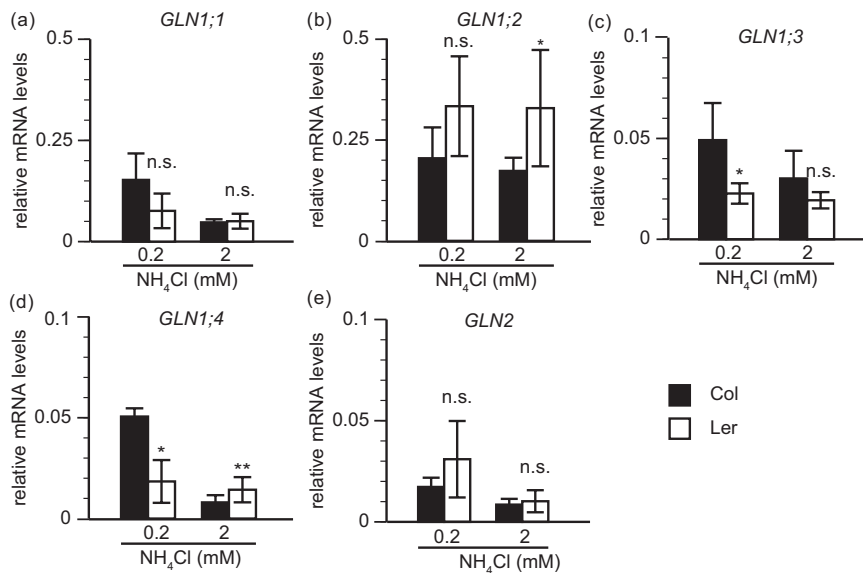 (a)
GLN1;1
relative mRNA levels
0.5
0.25
0
n.s.
n.s.
0.2 2
NH₄Cl (mM)
(b)
GLN1;2
relative mRNA levels
0.5
0.25
0
n.s.
*
0.2 2
NH₄Cl (mM)
(c)
GLN1;3
relative mRNA levels
0.1
0.05
0
*
n.s.
0.2 2
NH₄Cl (mM)
(d)
GLN1;4
relative mRNA levels
0.1
0.05
0
*
**
0.2 2
NH₄Cl (mM)
(e)
GLN2
relative mRNA levels
0.1
0.05
0
n.s.
n.s.
0.2 2
NH₄Cl (mM)
Col
Ler